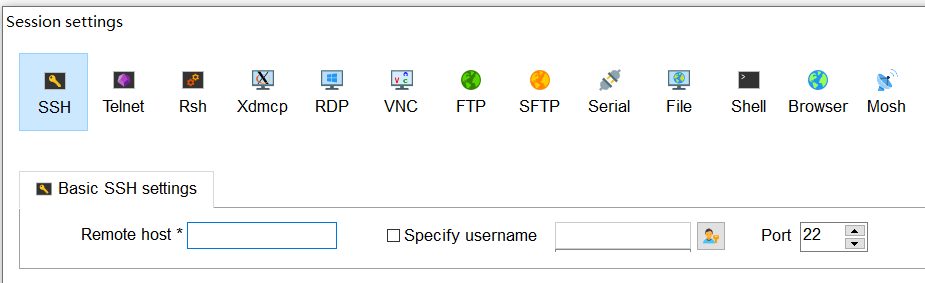 Session settings
SSH Telnet Rsh Xdmcp RDP VNC FTP SFTP Serial File Shell Browser Mosh
Basic SSH settings
Remote host * Specify username Port 22